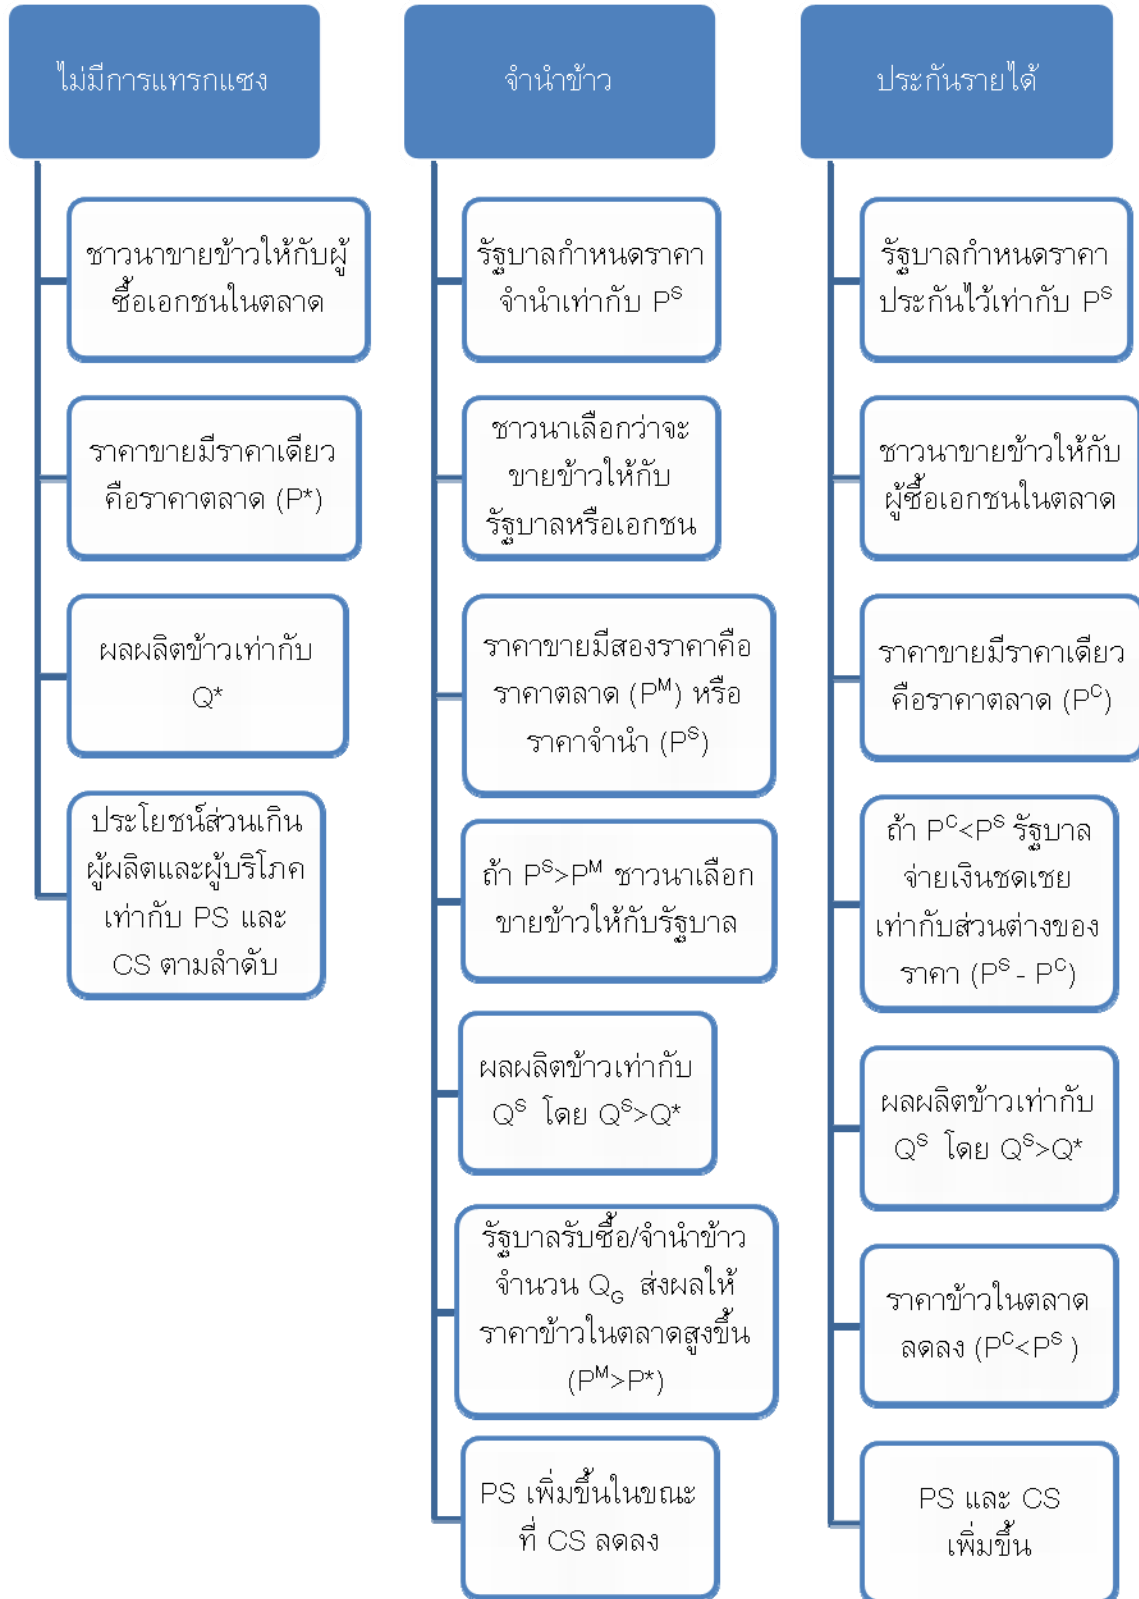 ไม่มีการแทรกแซง
ชาวนาขายข้าวให้กับผู้
ซื้อเอกชนในตลาด
ราคาขายมีราคาเดียว
คือราคาตลาด (P*)
ผลผลิตข้าวเท่ากับ
Q*
ประโยชน์ส่วนเกิน
ผู้ผลิตและผู้บริโภค
เท่ากับ PS และ
CS ตามลำดับ
จำนำข้าว
รัฐบาลกำหนดราคา
จำนำเท่ากับ Pˢ
ชาวนาเลือกว่าจะ
ขายข้าวให้กับ
รัฐบาลหรือเอกชน
ราคาขายมีสองราคาคือ
ราคาตลาด (Pᴹ) หรือ
ราคาจำนำ (Pˢ)
ถ้า Pˢ>Pᴹ ชาวนาเลือก
ขายข้าวให้กับรัฐบาล
ผลผลิตข้าวเท่ากับ
Qˢ โดย Qˢ>Q*
รัฐบาลรับซื้อ/จำนำข้าว
จำนวน Q_G ส่งผลให้
ราคาข้าวในตลาดสูงขึ้น
(Pᴹ>P*)
PS เพิ่มขึ้นในขณะ
ที่ CS ลดลง
ประกันรายได้
รัฐบาลกำหนดราคา
ประกันไว้เท่ากับ Pˢ
ชาวนาขายข้าวให้กับ
ผู้ซื้อเอกชนในตลาด
ราคาขายมีราคาเดียว
คือราคาตลาด (Pᶜ)
ถ้า Pᶜ<Pˢ รัฐบาล
จ่ายเงินชดเชย
เท่ากับส่วนต่างของ
ราคา (Pˢ - Pᶜ)
ผลผลิตข้าวเท่ากับ
Qˢ โดย Qˢ>Q*
ราคาข้าวในตลาด
ลดลง (Pᶜ<Pˢ )
PS และ CS
เพิ่มขึ้น